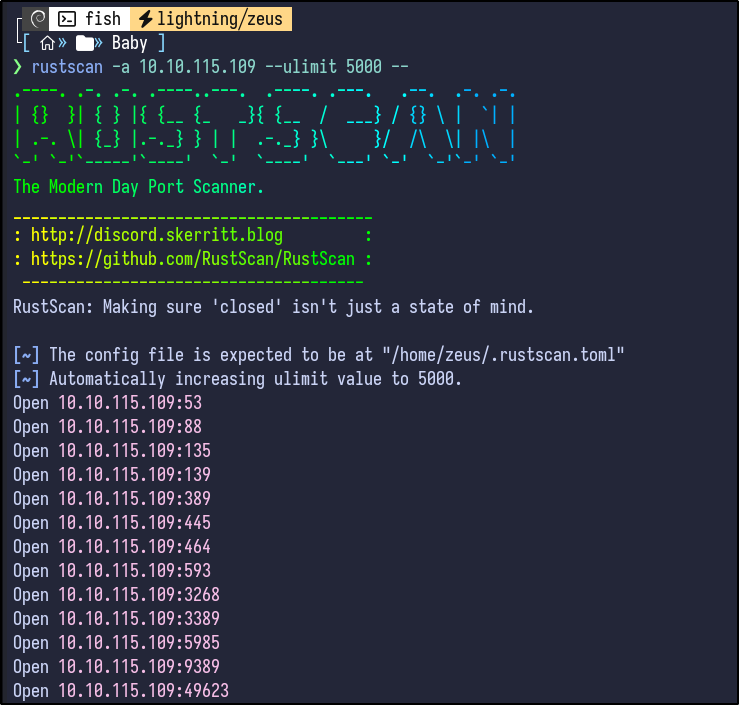 fish lightning/zeus
[ » » Baby ]
❯ rustscan -a 10.10.115.109 --ulimit 5000 --
.----. .-. .-. .----..---.  .----. .---.   .--.  .-. .-.
| {}  }| { } |{ {__ {_   _}{ {__  /  ___} / {} \ |  `| |
| .-. \| {_} |.-._} } | |  .-._} }\     }/  /\  \| |\  |
`-' `-'`-----'`----'  `-'  `----'  `---' `-'  `-'`-' `-'
The Modern Day Port Scanner.
________________________________________
: http://discord.skerritt.blog         :
: https://github.com/RustScan/RustScan :
 --------------------------------------
RustScan: Making sure 'closed' isn't just a state of mind.
[~] The config file is expected to be at "/home/zeus/.rustscan.toml"
[~] Automatically increasing ulimit value to 5000.
Open 10.10.115.109:53
Open 10.10.115.109:88
Open 10.10.115.109:135
Open 10.10.115.109:139
Open 10.10.115.109:389
Open 10.10.115.109:445
Open 10.10.115.109:464
Open 10.10.115.109:593
Open 10.10.115.109:3268
Open 10.10.115.109:3389
Open 10.10.115.109:5985
Open 10.10.115.109:9389
Open 10.10.115.109:49623